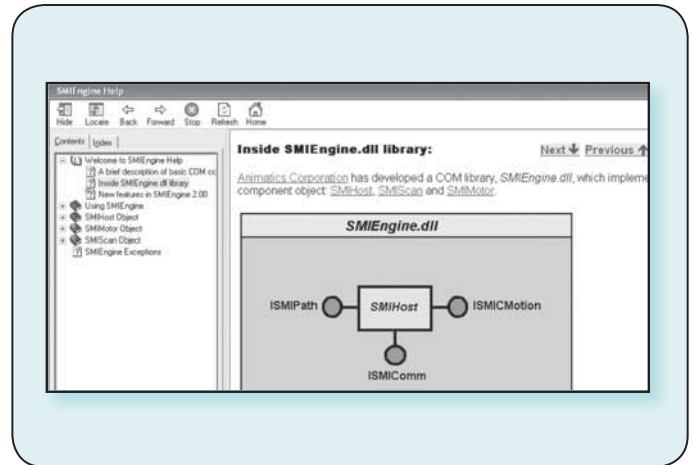 SMIEngine Help
Hide Locate Back Forward Stop Refresh Home
Contents Index
Welcome to SMIEngine Help
A brief description of basic COM oc
Inside SMIEngine.dll library
New features in SMIEngine 2.00
Using SMIEngine
SMIHost Object
SMIMotor Object
SMIScan Object
SMIEngine Exceptions
Inside SMIEngine.dll library: Next Previous
Animatics Corporation has developed a COM library, SMIEngine.dll, which impleme
component object: SMIHost, SMIScan and SMIMotor.
SMIEngine.dll
ISMIPath SMIHost ISMICMotion
ISMIComm